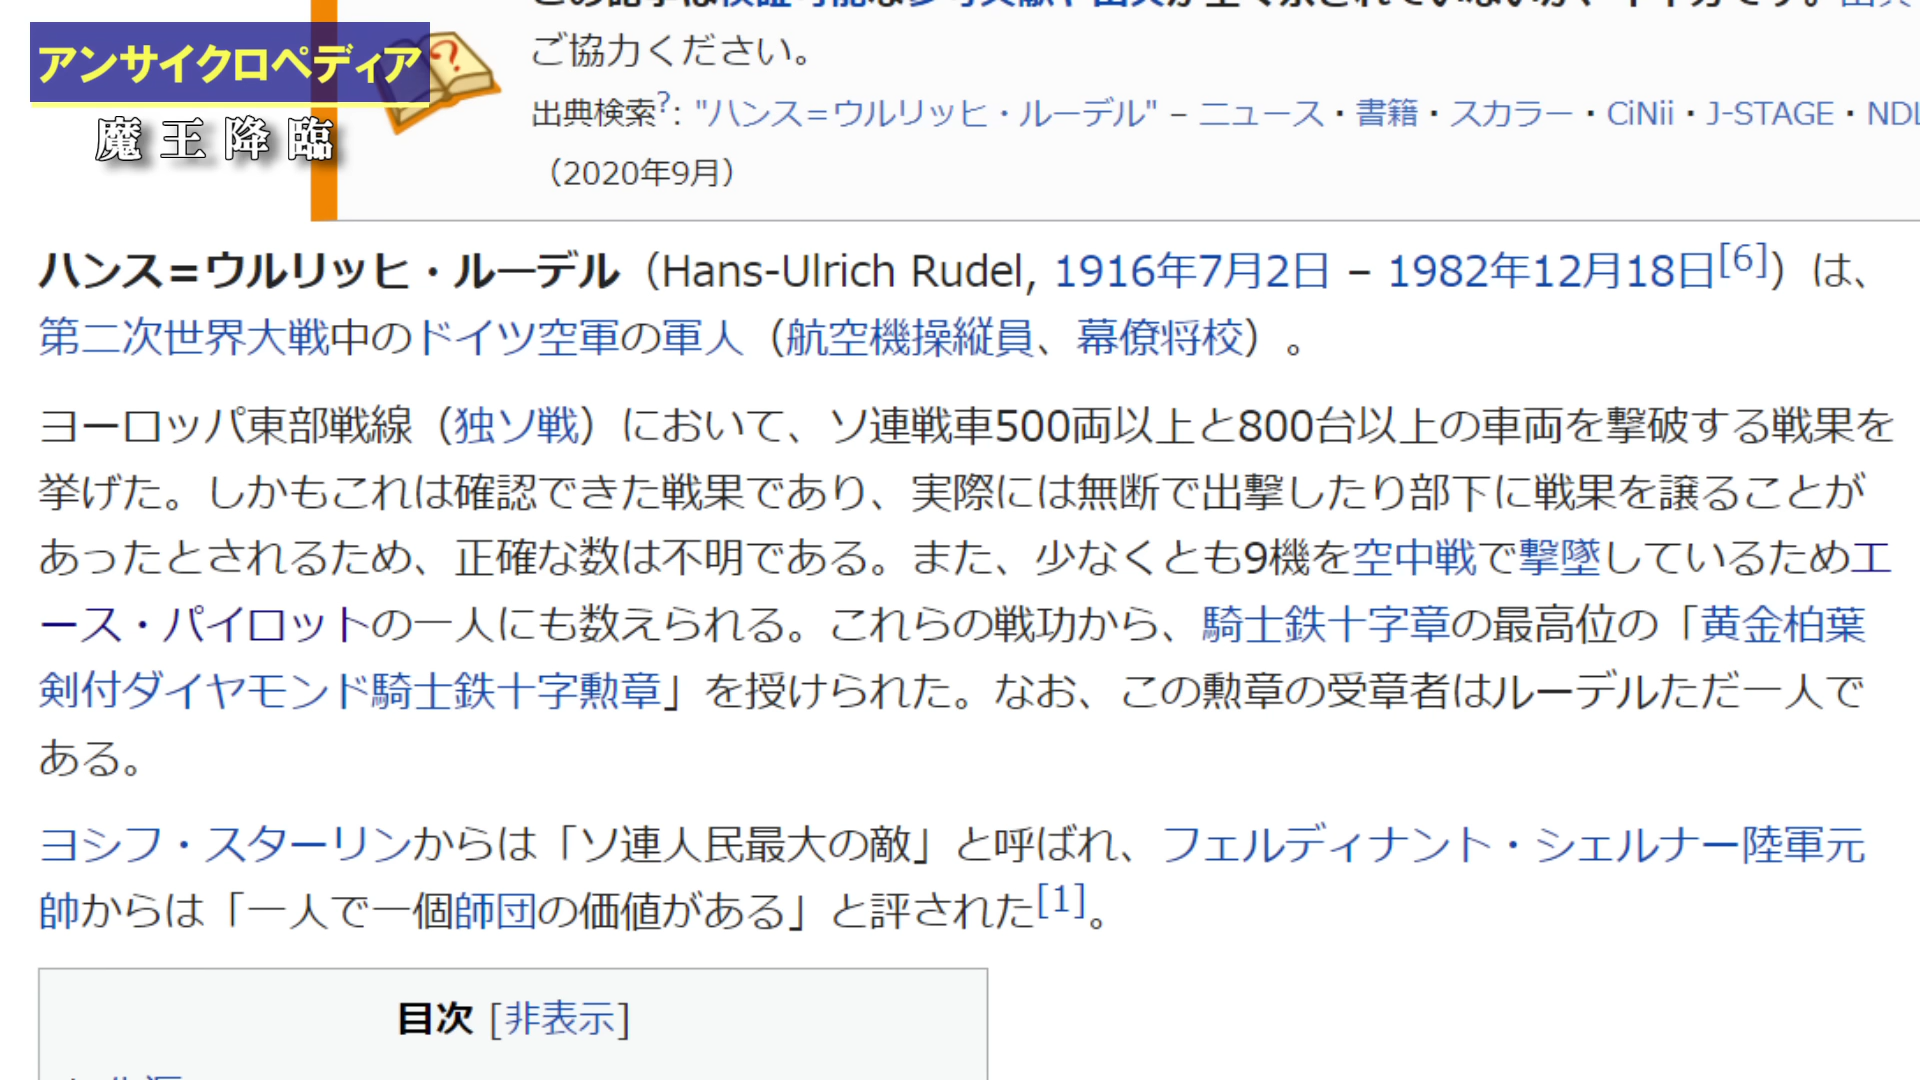 アンサイクロペディア
魔王降臨
ご協力ください。
出典検索?: "ハンス＝ウルリッヒ・ルーデル" – ニュース・書籍・スカラー・CiNii・J-STAGE・NDL
（2020年9月）
ハンス＝ウルリッヒ・ルーデル（Hans-Ulrich Rudel, 1916年7月2日 – 1982年12月18日[6]）は、
第二次世界大戦中のドイツ空軍の軍人（航空機操縦員、幕僚将校）。
ヨーロッパ東部戦線（独ソ戦）において、ソ連戦車500両以上と800台以上の車両を撃破する戦果を
挙げた。しかもこれは確認できた戦果であり、実際には無断で出撃したり部下に戦果を譲ることが
あったとされるため、正確な数は不明である。また、少なくとも9機を空中戦で撃墜しているためエ
ース・パイロットの一人にも数えられる。これらの戦功から、騎士鉄十字章の最高位の「黄金柏葉
剣付ダイヤモンド騎士鉄十字勲章」を授けられた。なお、この勲章の受章者はルーデルただ一人で
ある。
ヨシフ・スターリンからは「ソ連人民最大の敵」と呼ばれ、フェルディナント・シェルナー陸軍元
帥からは「一人で一個師団の価値がある」と評された[1]。
目次 [非表示]